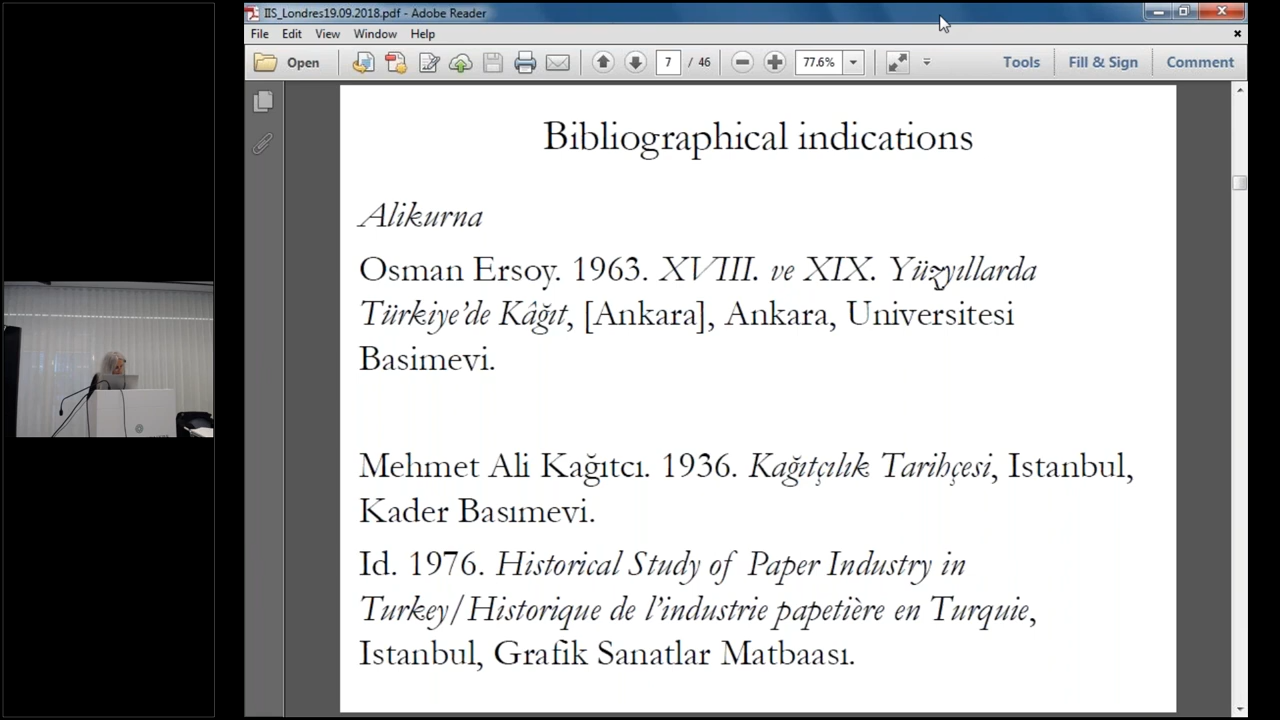 IIS_Londres19.09.2018.pdf - Adobe Reader
File Edit View Window Help
Open 7 / 46 77.6% Tools Fill & Sign Comment
Bibliographical indications
Alikurna
Osman Ersoy. 1963. XVIII. ve XIX. Yüzyıllarda
Türkiye’de Kâğıt, [Ankara], Ankara, Universitesi
Basimevi.
Mehmet Ali Kağıtcı. 1936. Kağıtçılık Tarihçesi, Istanbul,
Kader Basımevi.
Id. 1976. Historical Study of Paper Industry in
Turkey/Historique de l’industrie papetière en Turquie,
Istanbul, Grafik Sanatlar Matbaası.